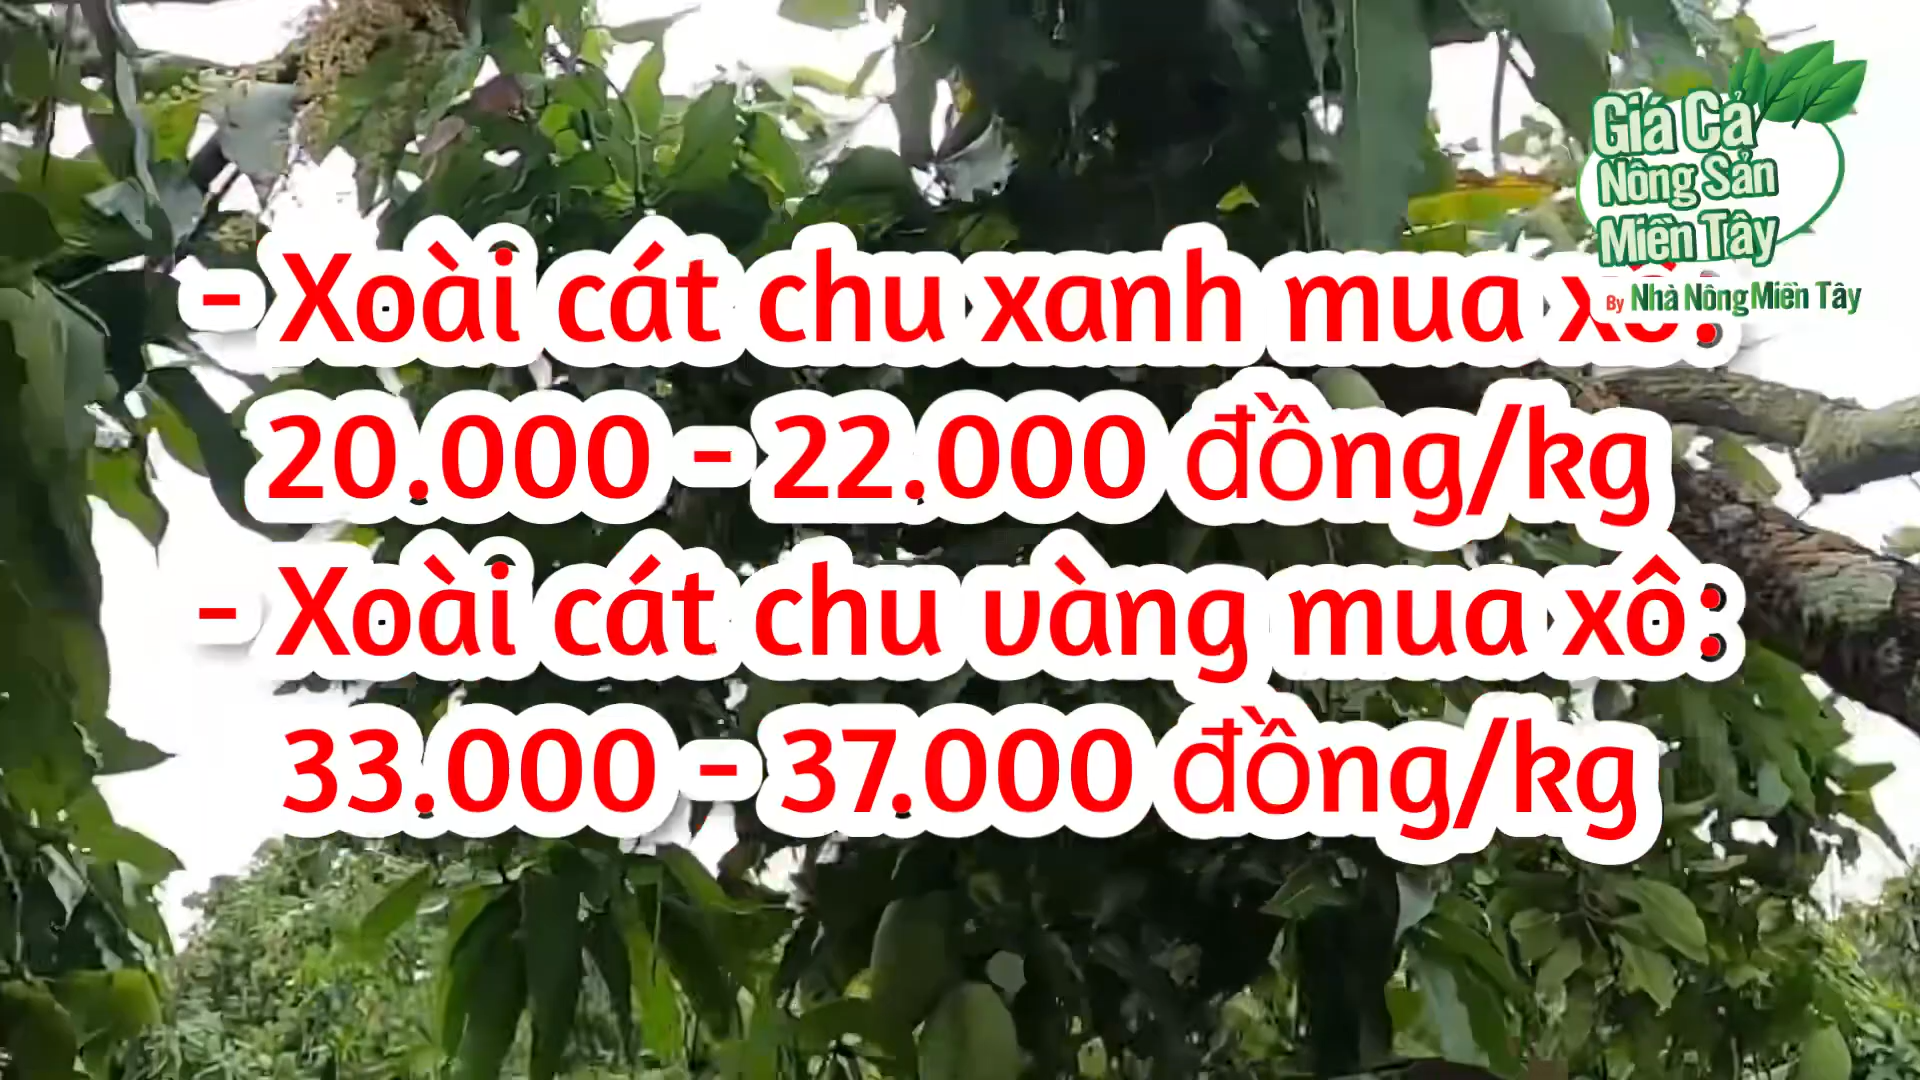 Giá Cả
Nông Sản
Miền Tây
By Nhà Nông Miền Tây
- Xoài cát chu xanh mua xô:
20.000 - 22.000 đồng/kg
- Xoài cát chu vàng mua xô:
33.000 - 37.000 đồng/kg